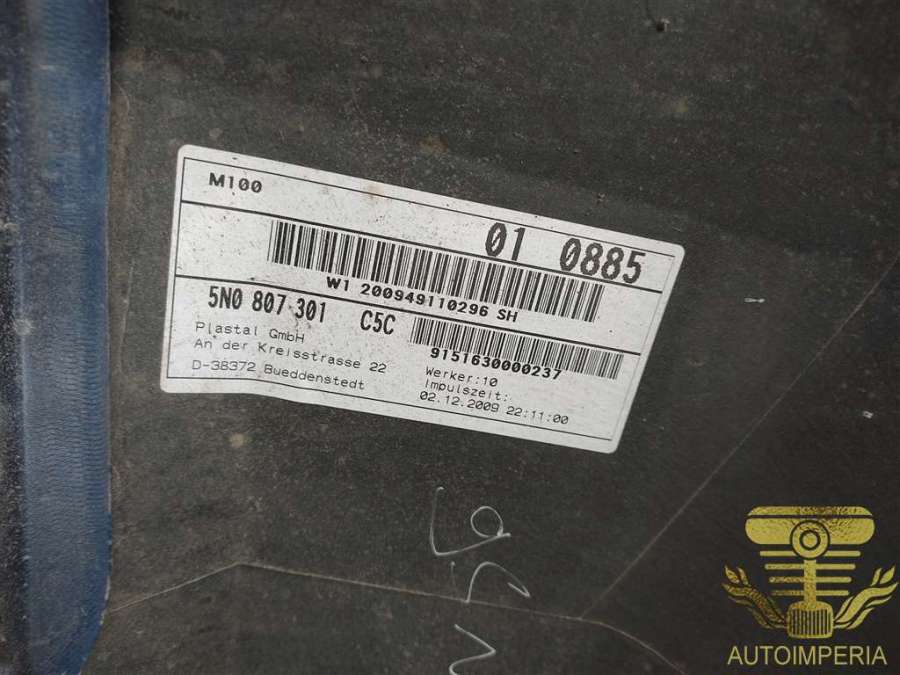 M100
01 0885
W1 200949110296 SH
5N0 807 301 C5C
9151630000237
Plastal GmbH
An der Kreisstrasse 22
D-38372 Bueddenstedt
Werker:10
Impulszeit:
02.12.2009 22:11:00
AUTOIMPERIA